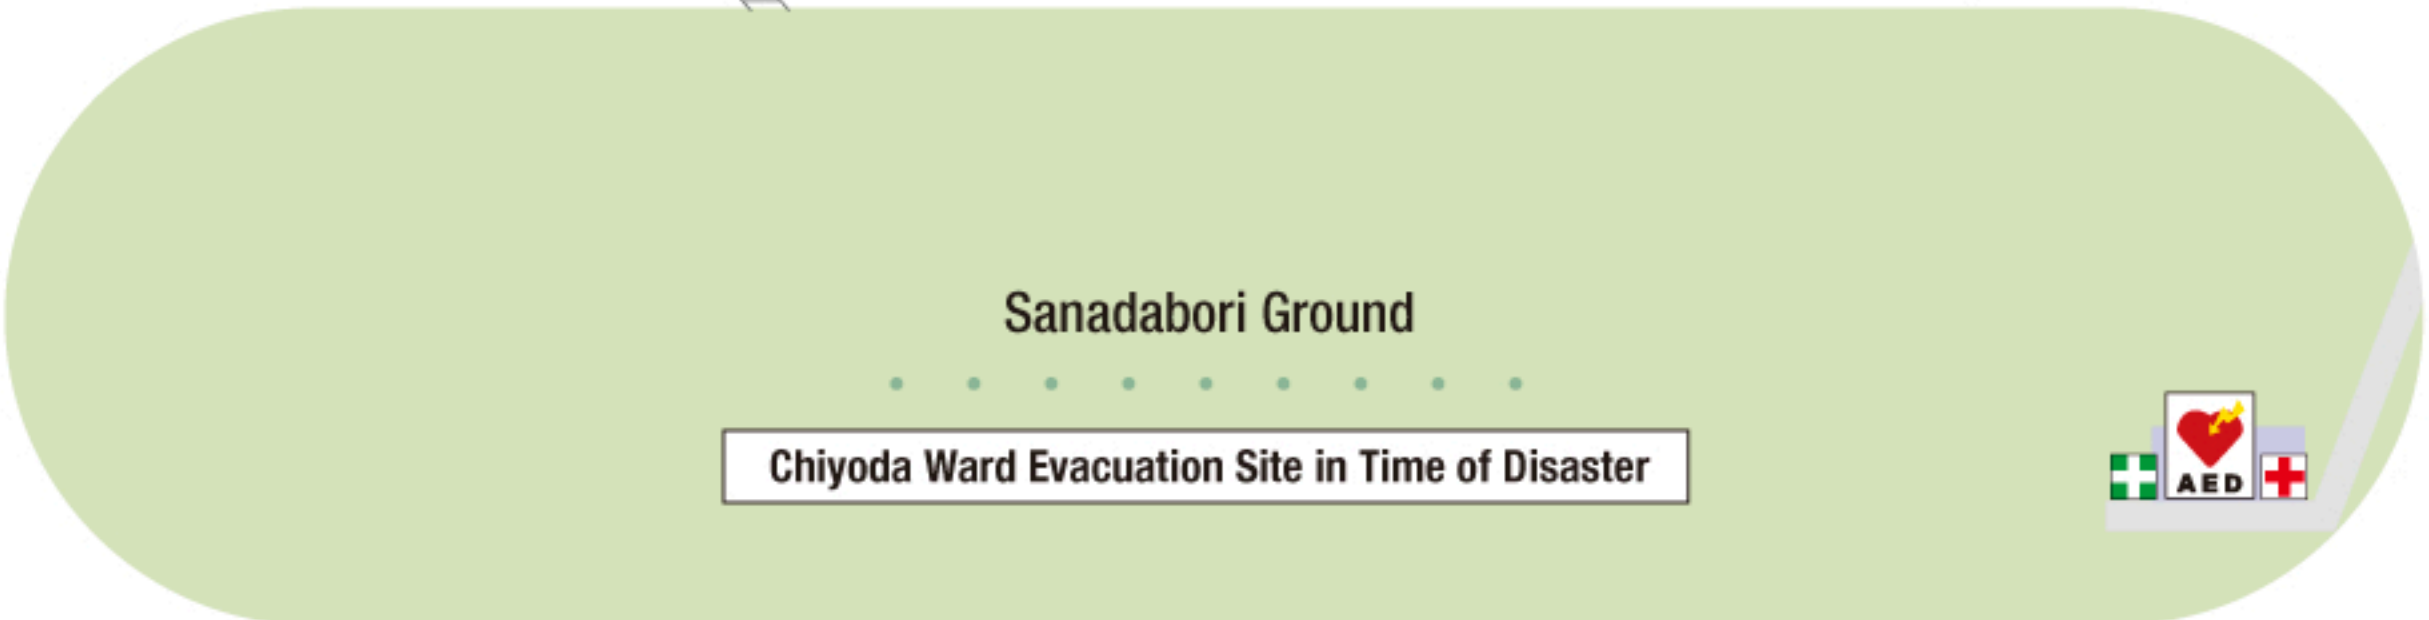 Sanadabori Ground
Chiyoda Ward Evacuation Site in Time of Disaster
AED